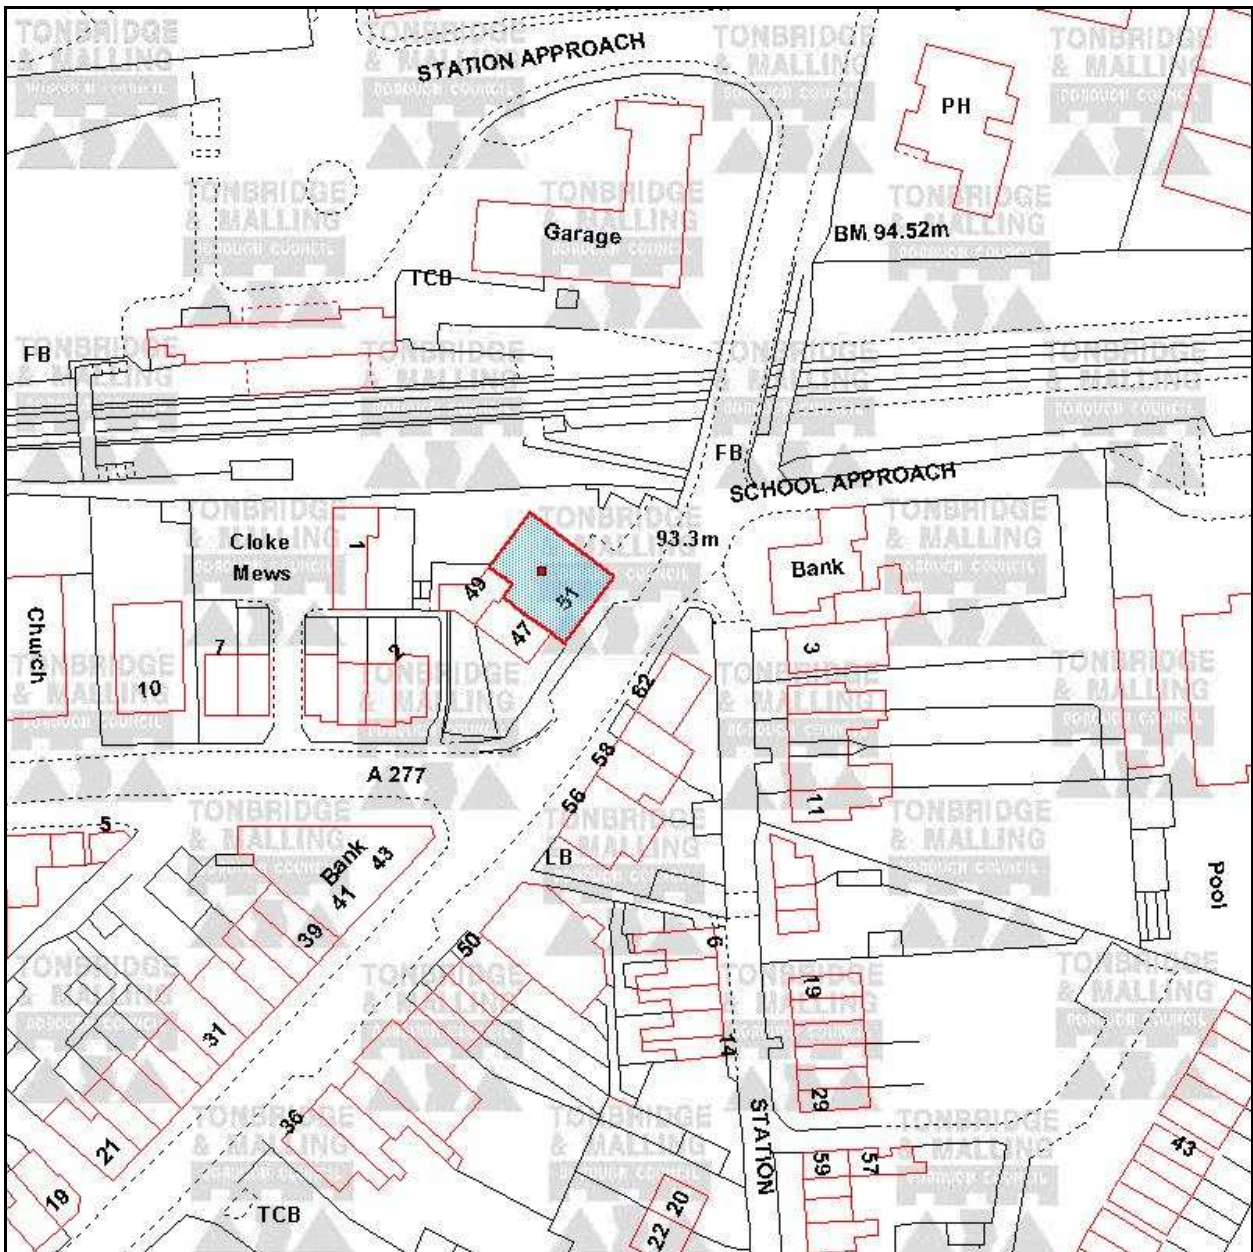 STATION APPROACH
PH
Garage
BM 94.52m
TCB
FB
FB
SCHOOL APPROACH
93.3m
Cloke
Mews
1
49
51
47
Bank
3
Church
7
2
10
62
58
56
11
A 277
5
Bank
43
41
39
LB
Pool
50
6
19
31
14
29
36
21
STATION
59
57
43
19
TCB
20
22
TONBRIDGE
& MALLING
BOROUGH COUNCIL